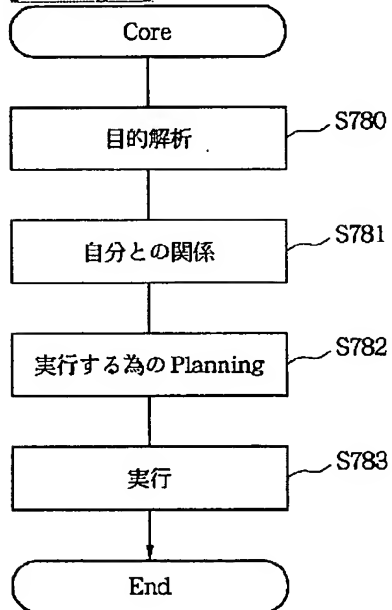 Core
目的解析
S780
自分との関係
S781
実行する為のPlanning
S782
実行
S783
End